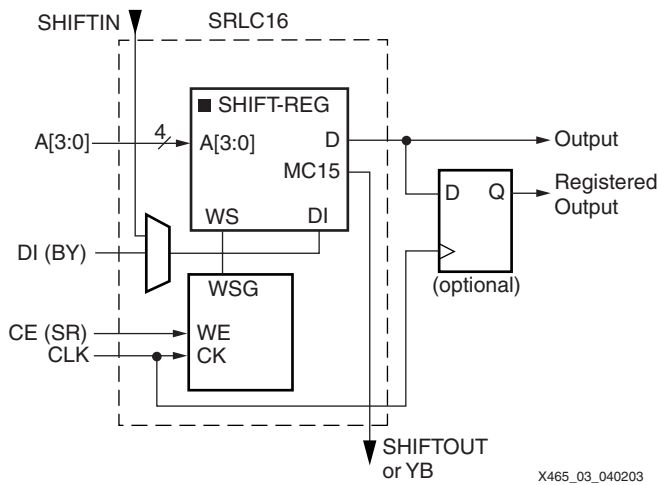 SHIFTIN
SRLC16
SHIFT-REG
A[3:0]
4
A[3:0]
D
Output
MC15
D
Q
Registered
Output
WS
DI
DI (BY)
WSG
(optional)
CE (SR)
WE
CLK
CK
SHIFTOUT
or YB
X465_03_040203